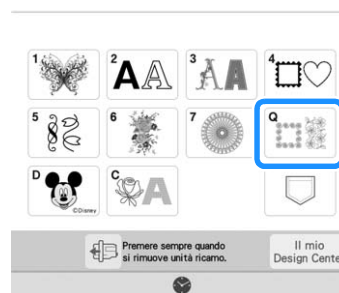 1
2
AA
3
AA
4
5
6
7
Q
D
©Disney
C
A
Premere sempre quando
si rimuove unità ricamo.
Il mio
Design Cente